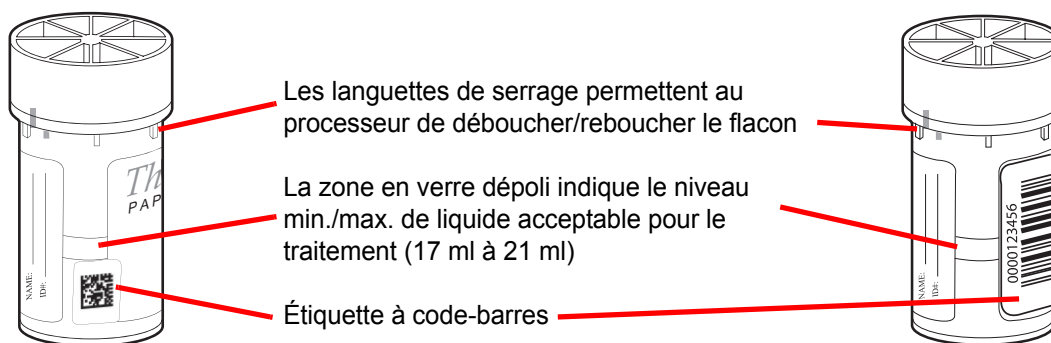 Les languettes de serrage permettent au
processeur de déboucher/reboucher le flacon
La zone en verre dépoli indique le niveau
min./max. de liquide acceptable pour le
traitement (17 ml à 21 ml)
Étiquette à code-barres
Th
PAP
NAME:
ID#:
NAME:
ID#:
0000123456